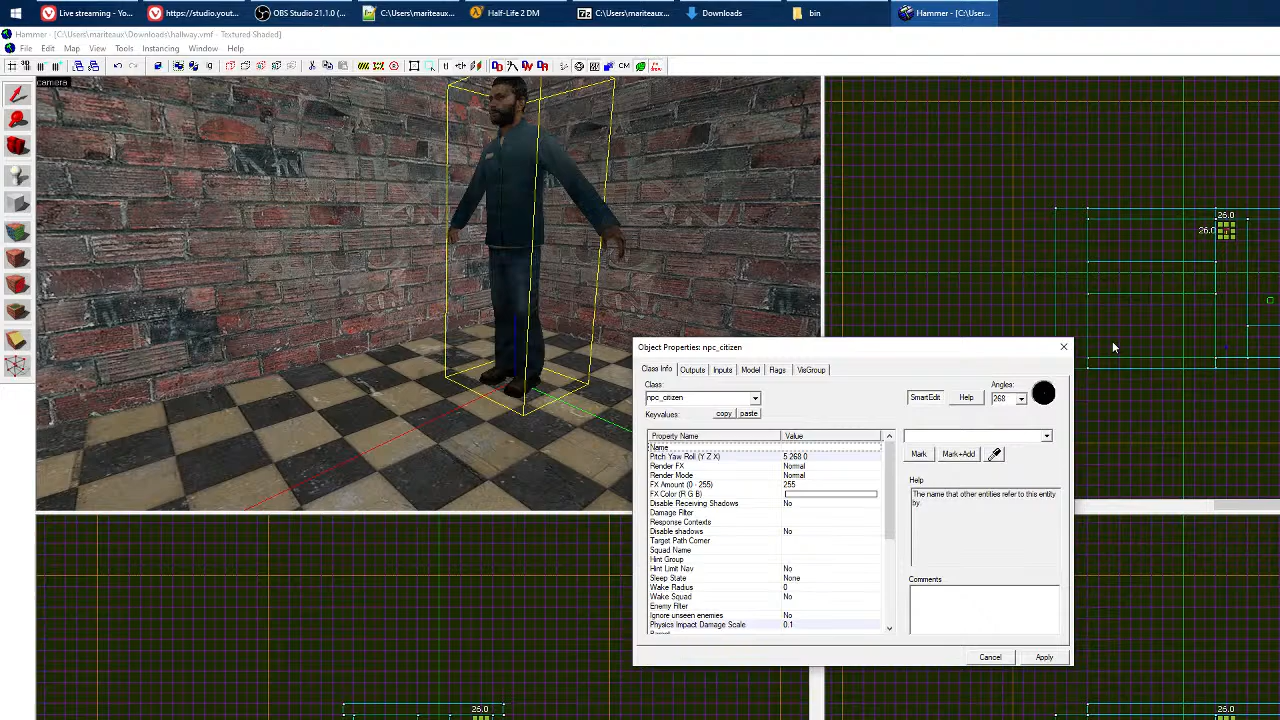 Live streaming - Yo...
https://studio.yout...
OBS Studio 21.1.0 (...
C:\Users\mariteaux...
Half-Life 2 DM
C:\Users\mariteaux...
Downloads
bin
Hammer - [C:\User...
Hammer - [C:\Users\mariteaux\Downloads\hallway.vmf - Textured Shaded]
File Edit Map View Tools Instancing Window Help
CM
camera
26.0
26.0
Object Properties: npc_citizen
Class Info Outputs Inputs Model Flags VisGroup
Class:
npc_citizen
SmartEdit
Help
Angles:
268
Keyvalues:
copy
paste
Property Name Value
Name
Pitch Yaw Roll (Y Z X) 5 268 0
Render FX Normal
Render Mode Normal
FX Amount (0 - 255) 255
FX Color (R G B)
Disable Receiving Shadows No
Damage Filter
Response Contexts
Disable shadows No
Target Path Corner
Squad Name
Hint Group
Hint Limit Nav No
Sleep State None
Wake Radius 0
Wake Squad No
Enemy Filter
Ignore unseen enemies No
Physics Impact Damage Scale 0.1
Mark
Mark+Add
Help
The name that other entities refer to this entity
by.
Comments
Cancel
Apply
26.0
26.0